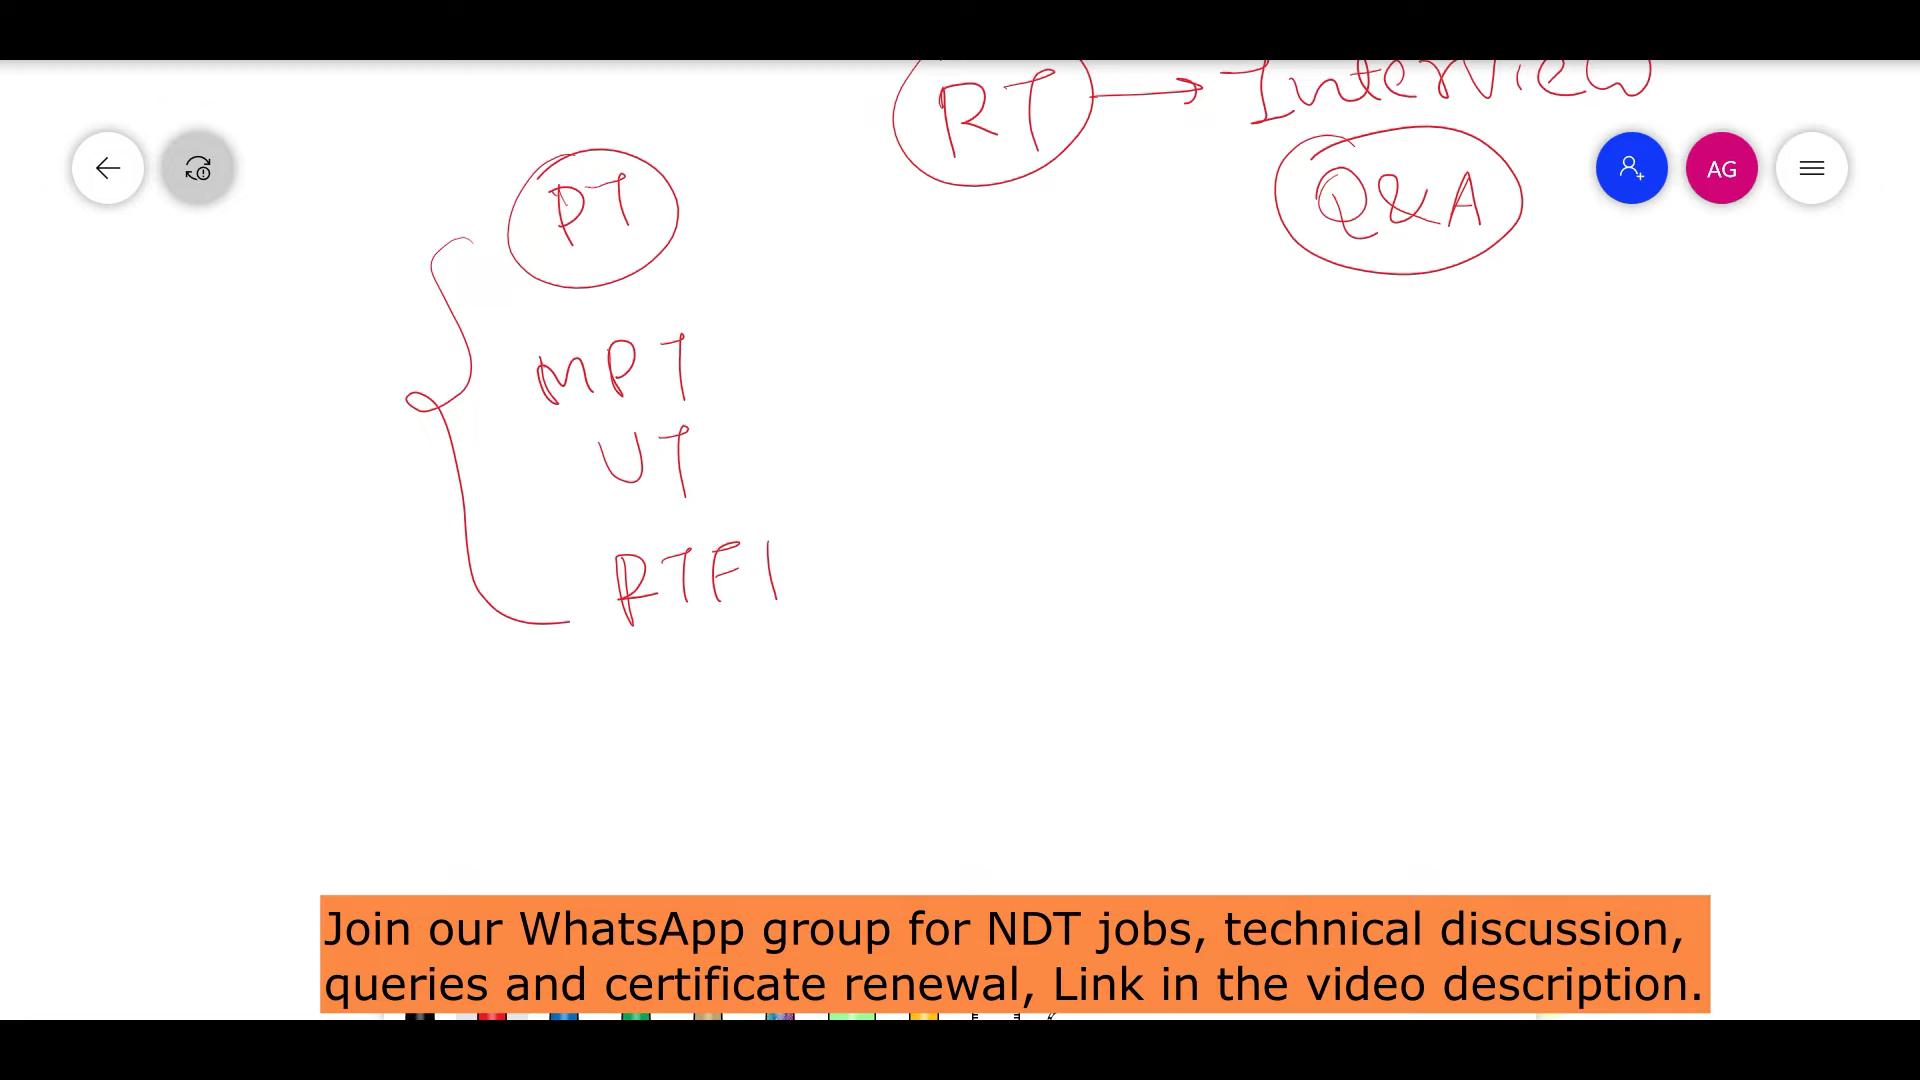 RT → Interview
Q&A
AG
PT
MPT
UT
RTFI
Join our WhatsApp group for NDT jobs, technical discussion,
queries and certificate renewal, Link in the video description.